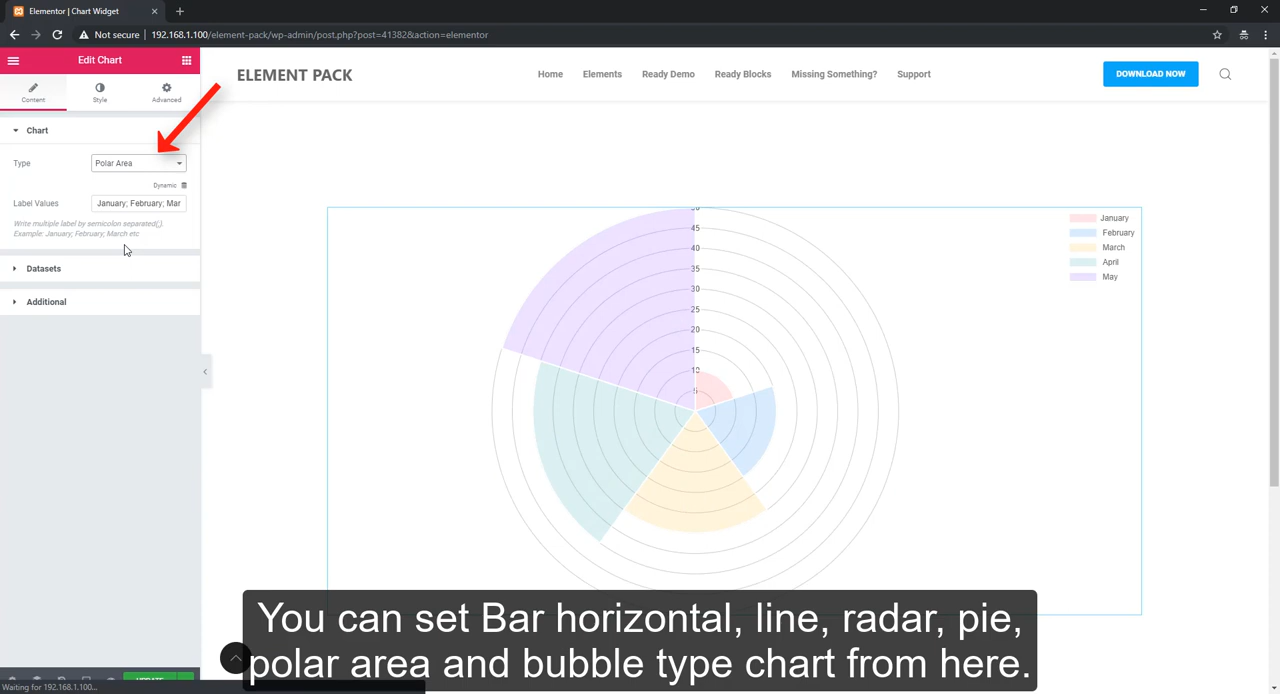 Elementor | Chart Widget
Not secure | 192.168.1.100/element-pack/wp-admin/post.php?post=41382&action=elementor
Edit Chart
Content
Style
Advanced
Chart
Type
Polar Area
Dynamic
Label Values
January; February; Mar
Write multiple label by semicolon separated(;).
Example: January; February; March etc
Datasets
Additional
UPDATE
Waiting for 192.168.1.100...
ELEMENT PACK
Home
Elements
Ready Demo
Ready Blocks
Missing Something?
Support
DOWNLOAD NOW
50
45
40
35
30
25
20
15
10
5
January
February
March
April
May
You can set Bar horizontal, line, radar, pie,
polar area and bubble type chart from here.